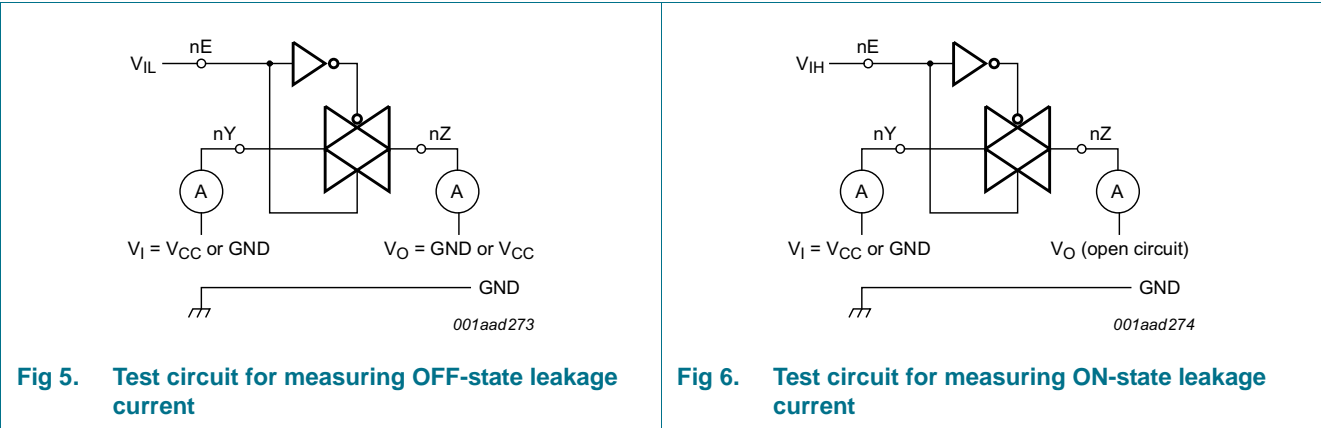 nE
V_IL
nY
nZ
A
A
V_I = V_CC or GND
V_O = GND or V_CC
GND
001aad273
Fig 5. Test circuit for measuring OFF-state leakage
current
nE
V_IH
nY
nZ
A
A
V_I = V_CC or GND
V_O (open circuit)
GND
001aad274
Fig 6. Test circuit for measuring ON-state leakage
current